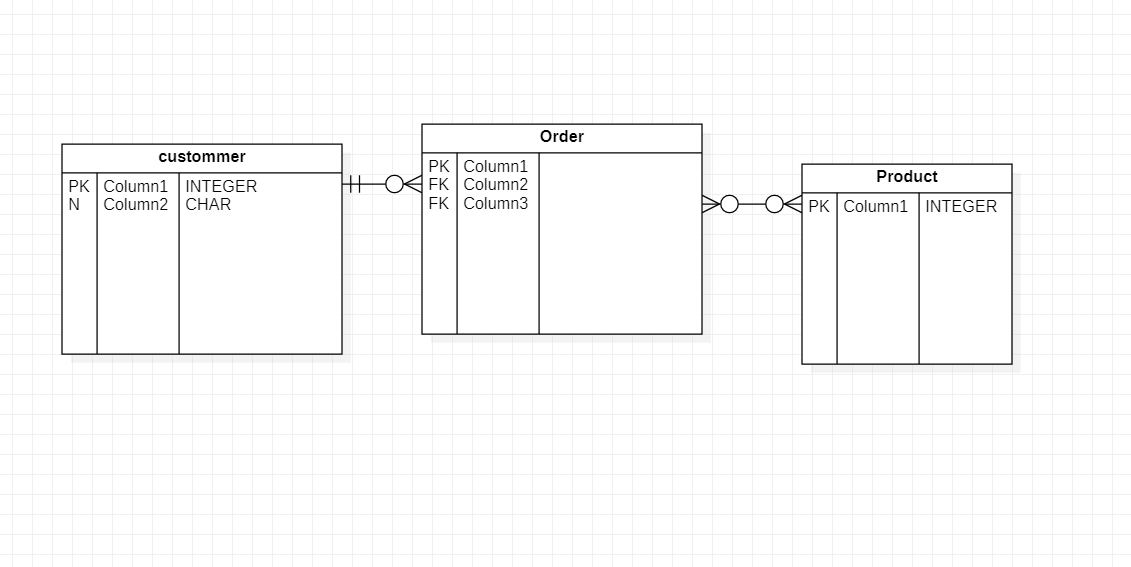 custommer
PK Column1 INTEGER
N Column2 CHAR
Order
PK Column1
FK Column2
FK Column3
Product
PK Column1 INTEGER